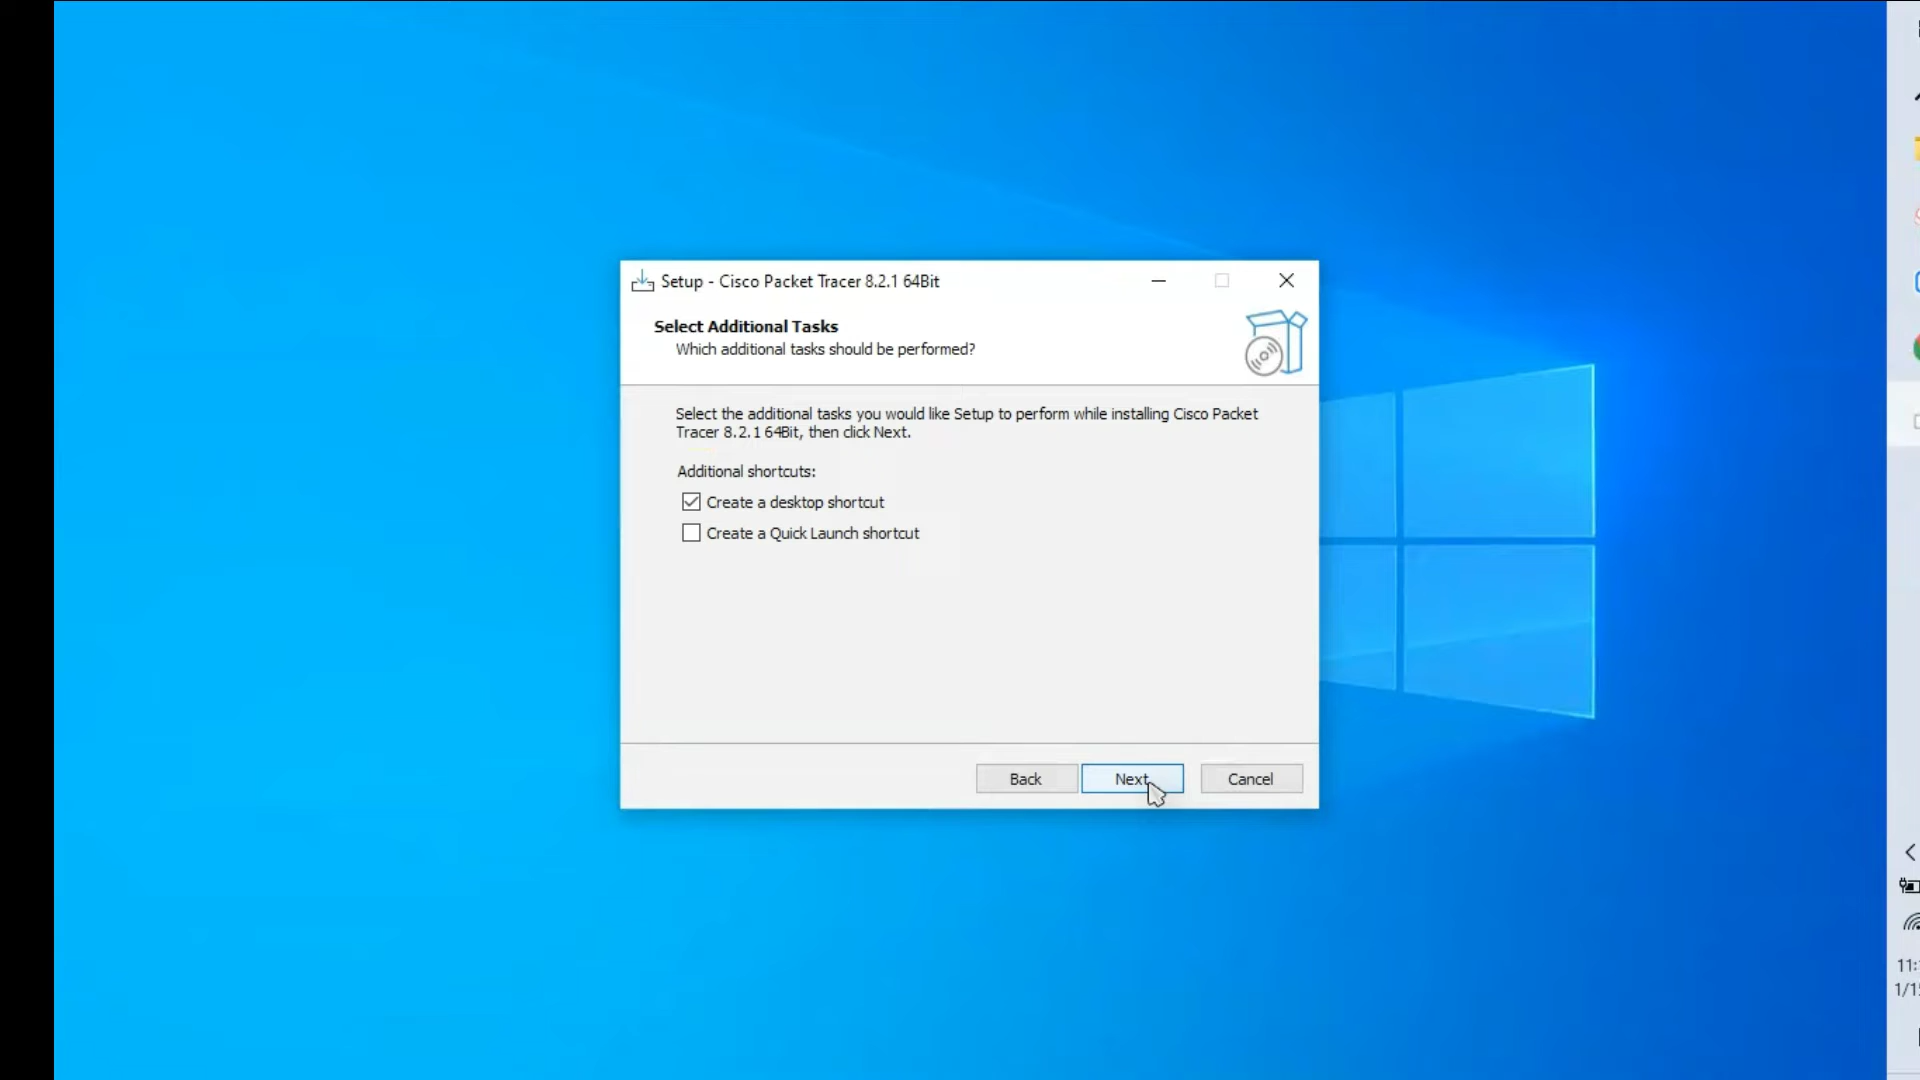 Setup - Cisco Packet Tracer 8.2.1 64Bit
Select Additional Tasks
Which additional tasks should be performed?
Select the additional tasks you would like Setup to perform while installing Cisco Packet
Tracer 8.2.1 64Bit, then click Next.
Additional shortcuts:
Create a desktop shortcut
Create a Quick Launch shortcut
Back
Next
Cancel